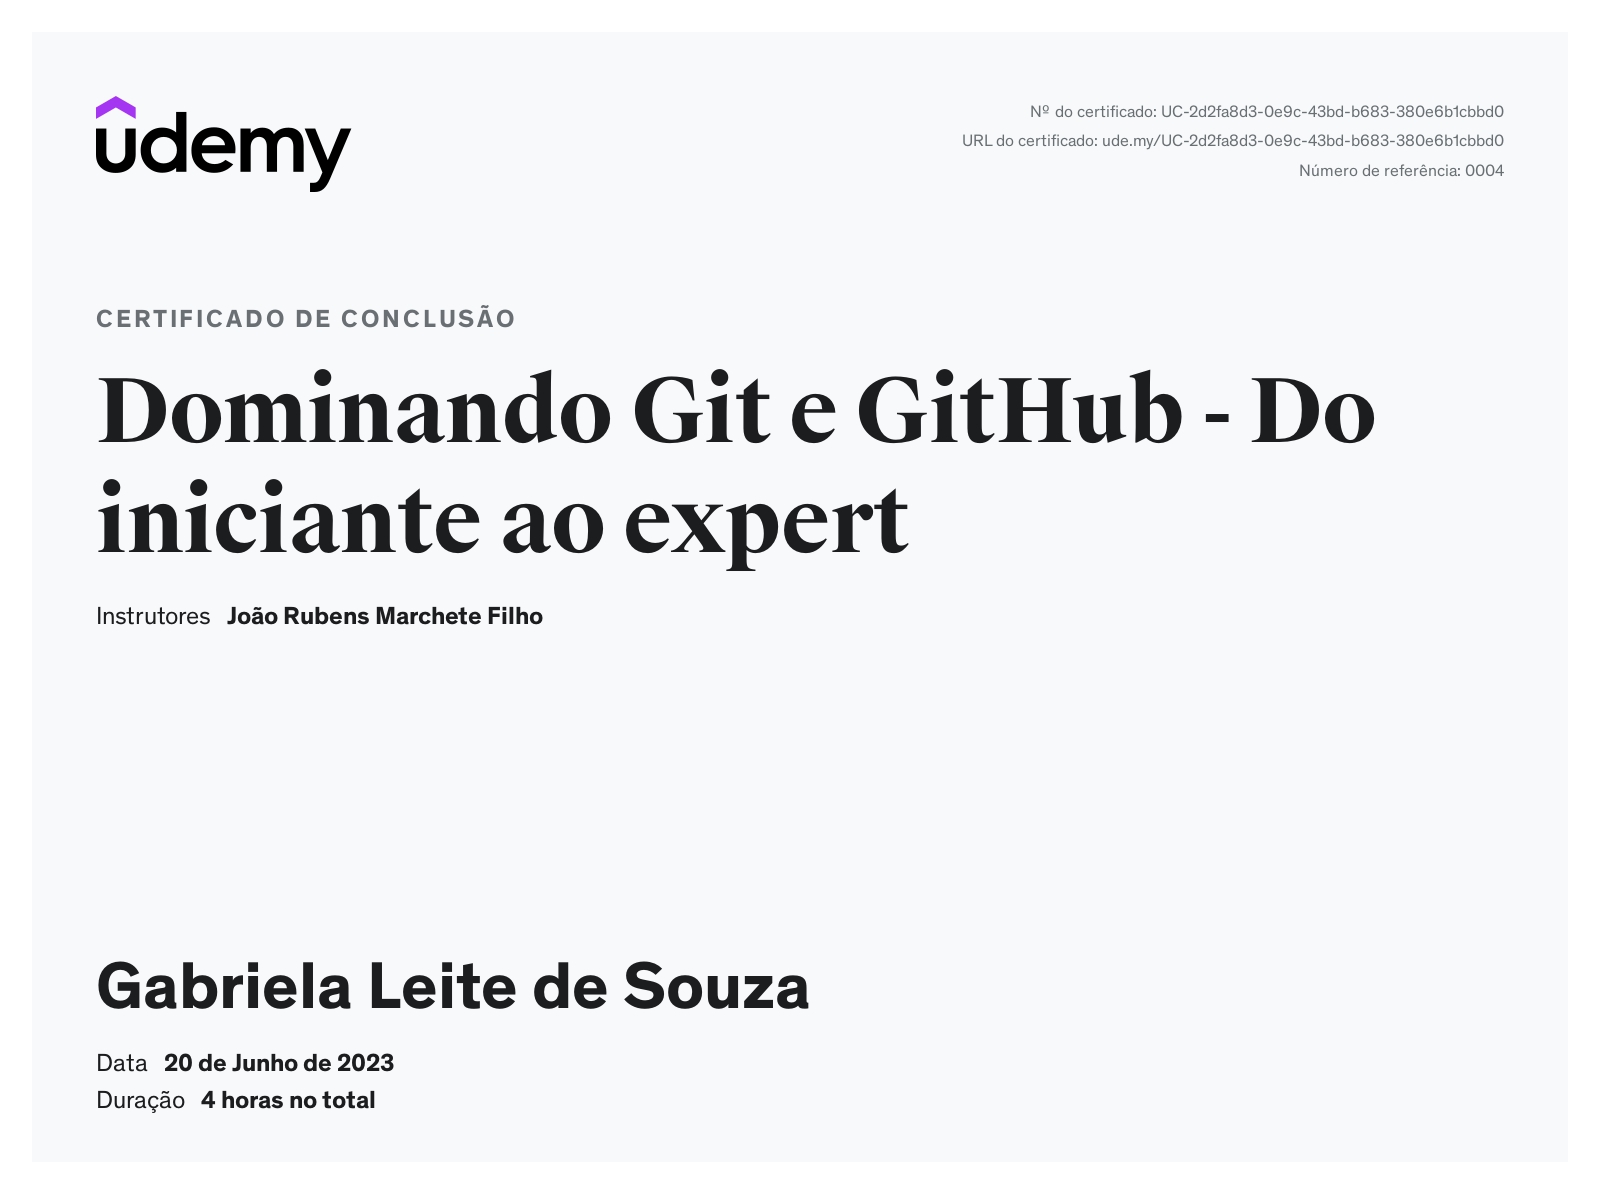 udemy
Nº do certificado: UC-2d2fa8d3-0e9c-43bd-b683-380e6b1cbbd0
URL do certificado: ude.my/UC-2d2fa8d3-0e9c-43bd-b683-380e6b1cbbd0
Número de referência: 0004
CERTIFICADO DE CONCLUSÃO
Dominando Git e GitHub - Do
iniciante ao expert
Instrutores João Rubens Marchete Filho
Gabriela Leite de Souza
Data 20 de Junho de 2023
Duração 4 horas no total